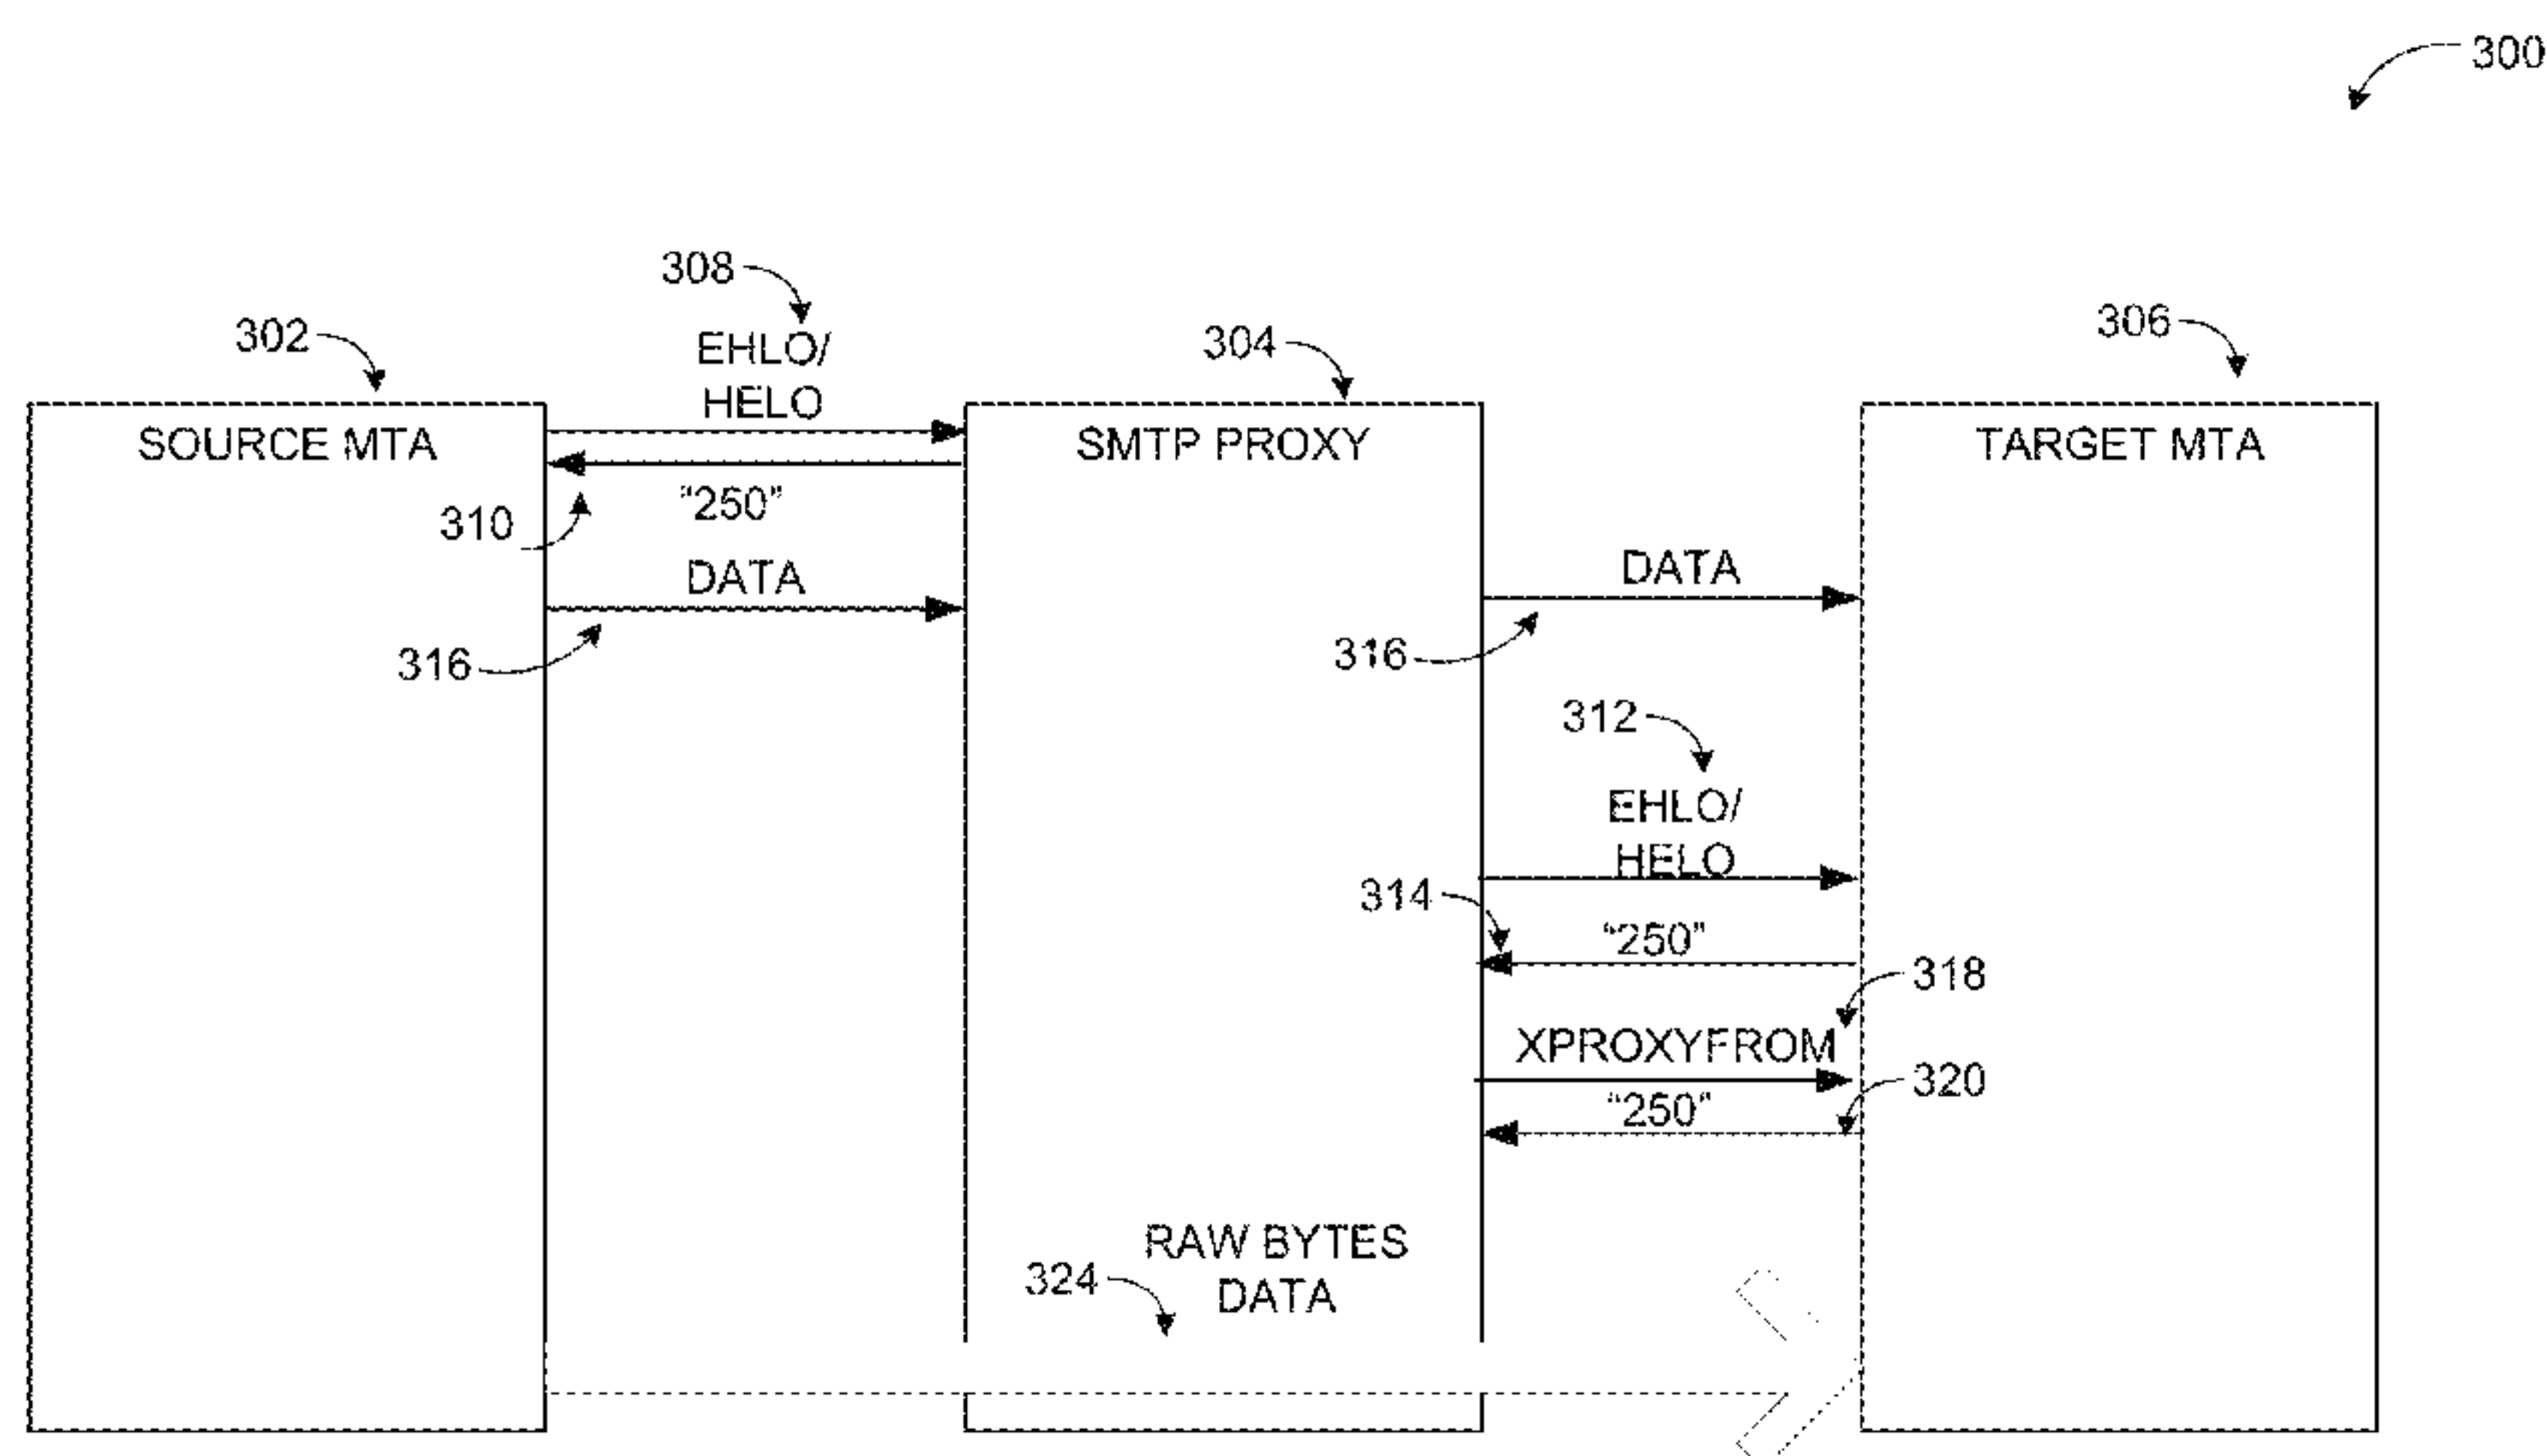 300
308
302
EHLO/
HELO
304
306
SOURCE MTA
SMTP PROXY
TARGET MTA
310
"250"
DATA
DATA
316
316
312
EHLO/
HELO
314
"250"
318
XPROXYFROM
320
"250"
RAW BYTES
324
DATA